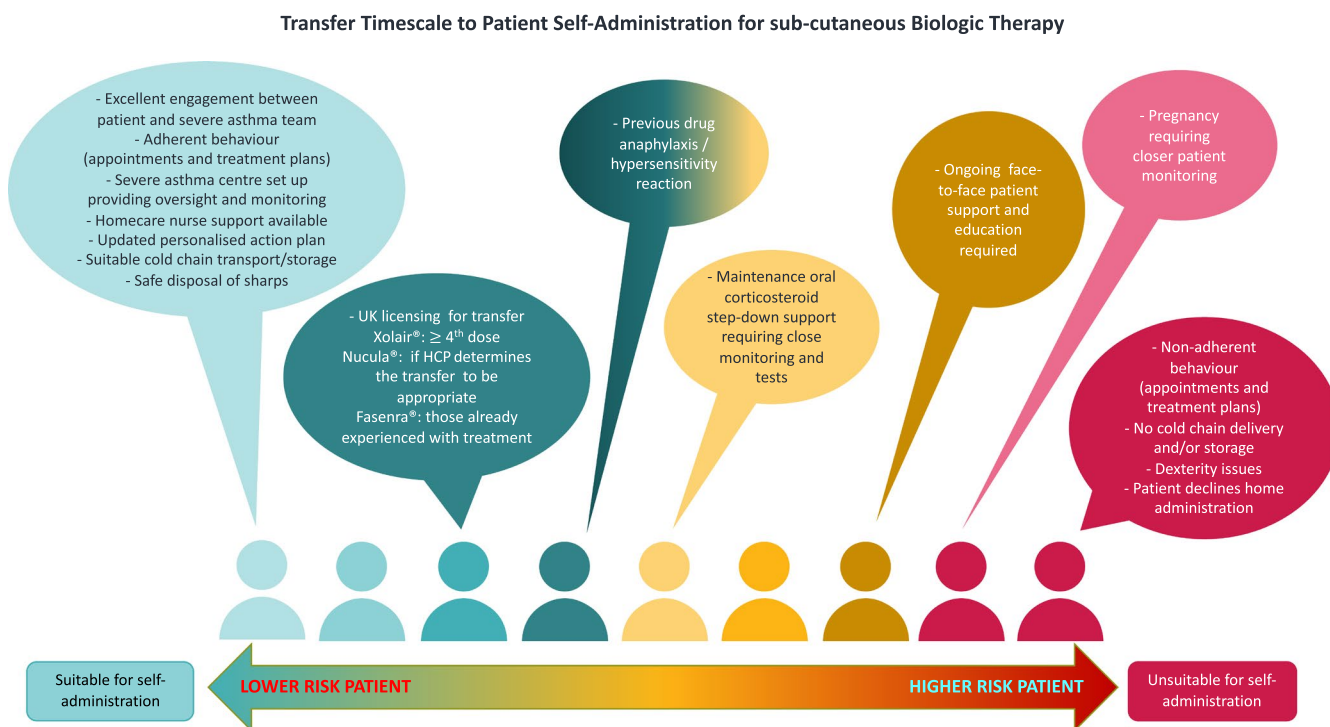 Transfer Timescale to Patient Self-Administration for sub-cutaneous Biologic Therapy
- Excellent engagement between
patient and severe asthma team
- Adherent behaviour
(appointments and treatment plans)
- Severe asthma centre set up
providing oversight and monitoring
- Homecare nurse support available
- Updated personalised action plan
- Suitable cold chain transport/storage
- Safe disposal of sharps
- UK licensing for transfer
Xolair®: ≥ 4th dose
Nucula®: if HCP determines
the transfer to be
appropriate
Fasenra®: those already
experienced with treatment
- Previous drug
anaphylaxis /
hypersensitivity
reaction
- Maintenance oral
corticosteroid
step-down support
requiring close
monitoring and
tests
- Ongoing face-
to-face patient
support and
education
required
- Pregnancy
requiring
closer patient
monitoring
- Non-adherent
behaviour
(appointments and
treatment plans)
- No cold chain delivery
and/or storage
- Dexterity issues
- Patient declines home
administration
Suitable for self-
administration
LOWER RISK PATIENT
HIGHER RISK PATIENT
Unsuitable for self-
administration